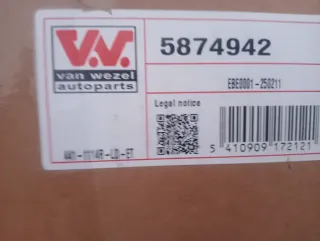 V.V.
van wezel
autoparts
5874942
EBE0001-250211
Legal notice
5 410909 172121